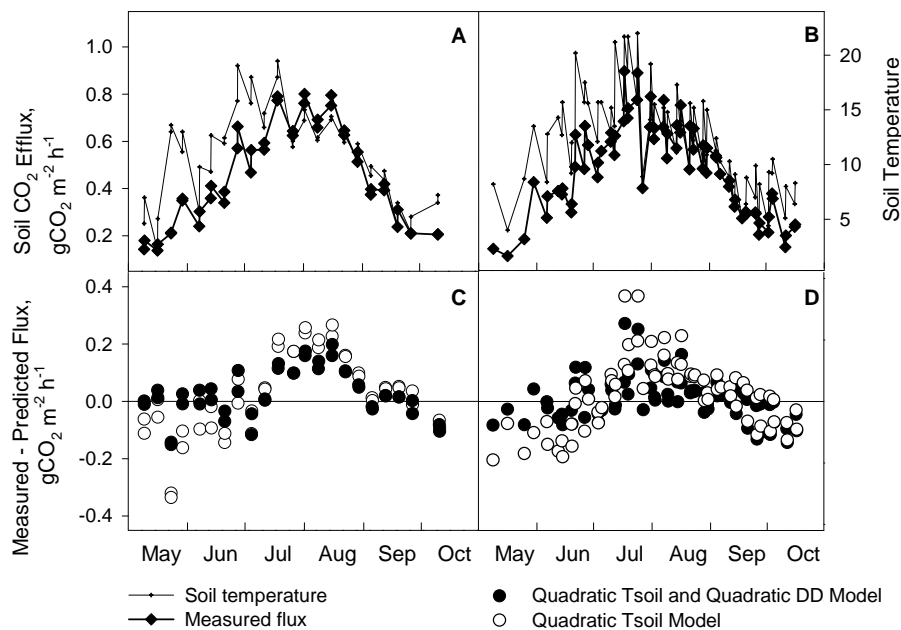 A
B
1.0
0.8
0.6
0.4
0.2
Soil CO2 Efflux,
gCO2 m-2 h-1
20
15
10
5
Soil Temperature
C
D
0.4
0.2
0.0
-0.2
-0.4
Measured - Predicted Flux,
gCO2 m-2 h-1
May Jun Jul Aug Sep Oct
May Jun Jul Aug Sep Oct
Soil temperature
Measured flux
Quadratic Tsoil and Quadratic DD Model
Quadratic Tsoil Model